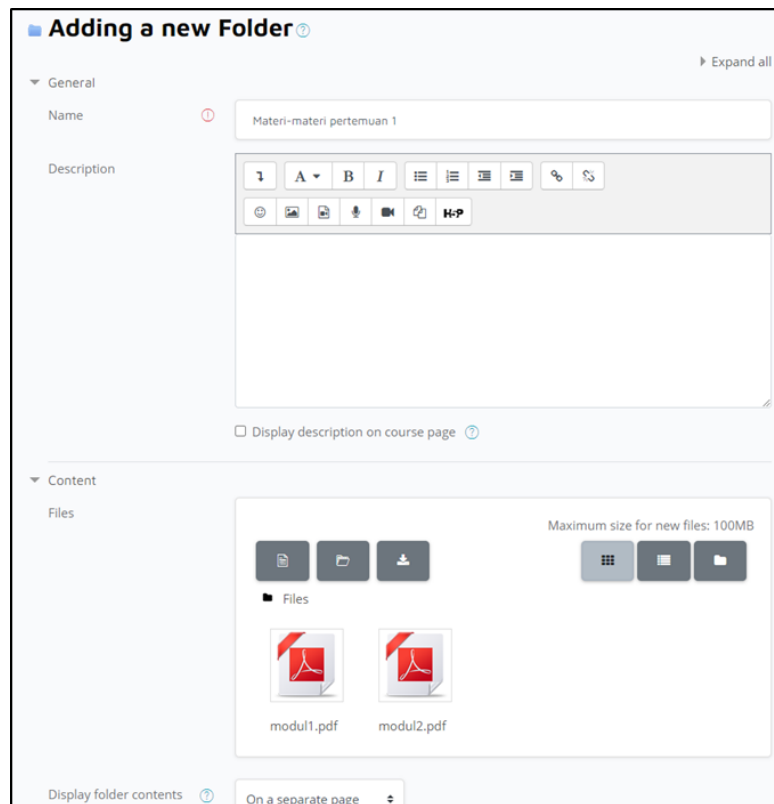 Adding a new Folder
Expand all
General
Name
Materi-materi pertemuan 1
Description
A B I
H-P
Display description on course page
Content
Files
Maximum size for new files: 100MB
Files
modul1.pdf modul2.pdf
Display folder contents
On a separate page